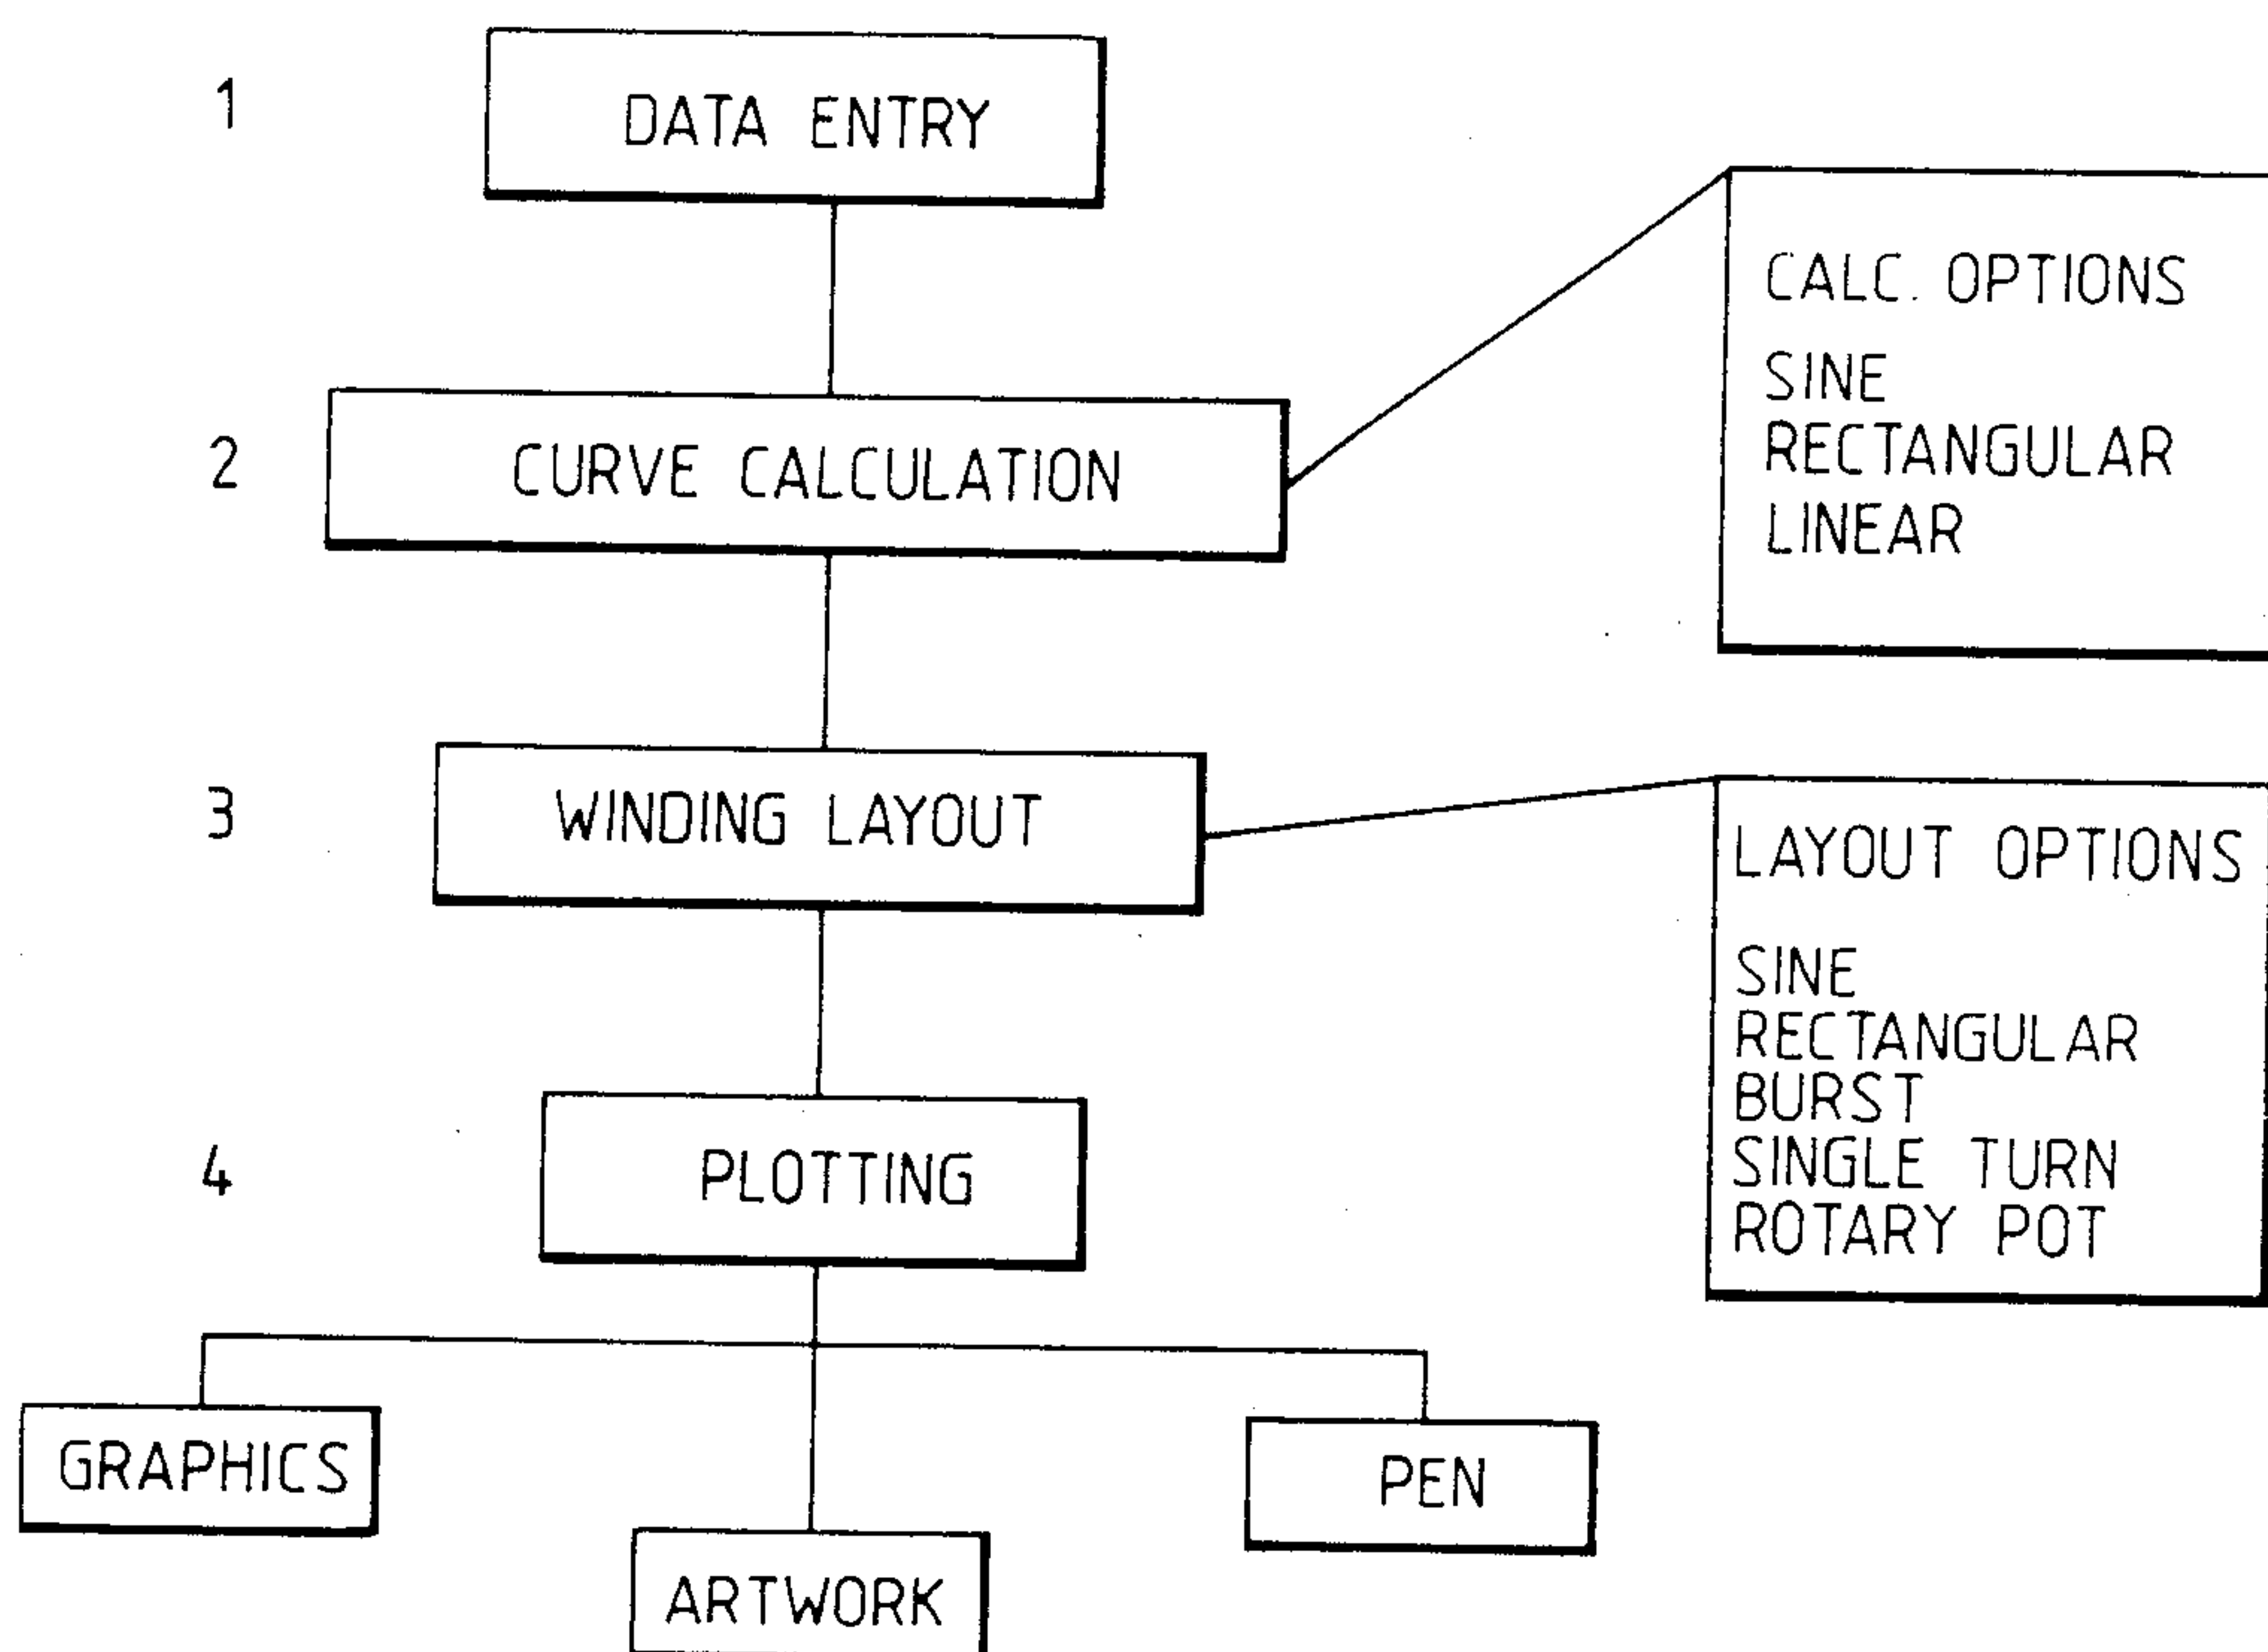 1
DATA ENTRY
CALC. OPTIONS
SINE
RECTANGULAR
LINEAR
2
CURVE CALCULATION
3
WINDING LAYOUT
LAYOUT OPTIONS
SINE
RECTANGULAR
BURST
SINGLE TURN
ROTARY POT
4
PLOTTING
GRAPHICS
PEN
ARTWORK